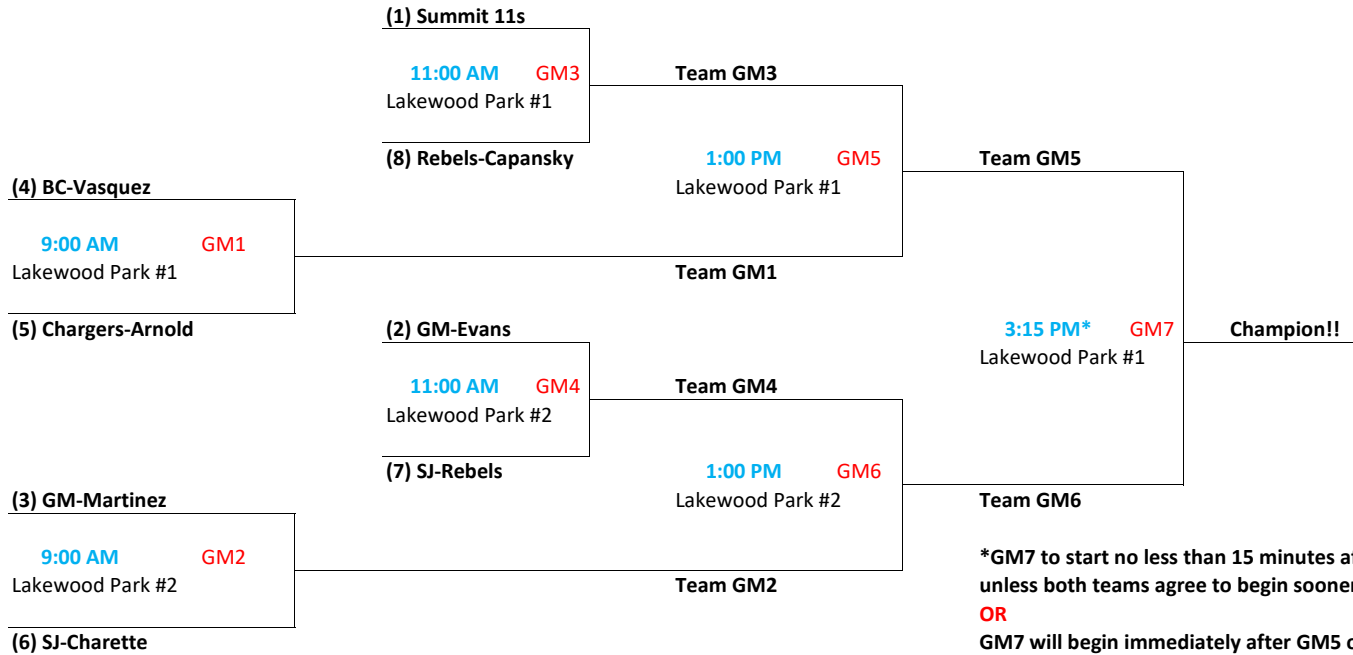 (1) Summit 11s
11:00 AM GM3
Team GM3
Lakewood Park #1
(8) Rebels-Capansky
1:00 PM GM5
Team GM5
(4) BC-Vasquez
Lakewood Park #1
9:00 AM GM1
Lakewood Park #1
Team GM1
(5) Chargers-Arnold
(2) GM-Evans
3:15 PM* GM7
Champion!!
Lakewood Park #1
11:00 AM GM4
Team GM4
Lakewood Park #2
(7) SJ-Rebels
1:00 PM GM6
(3) GM-Martinez
Lakewood Park #2
Team GM6
9:00 AM GM2
*GM7 to start no less than 15 minutes
Lakewood Park #2
Team GM2
unless both teams agree to begin sooner
OR
(6) SJ-Charette
GM7 will begin immediately after GM5